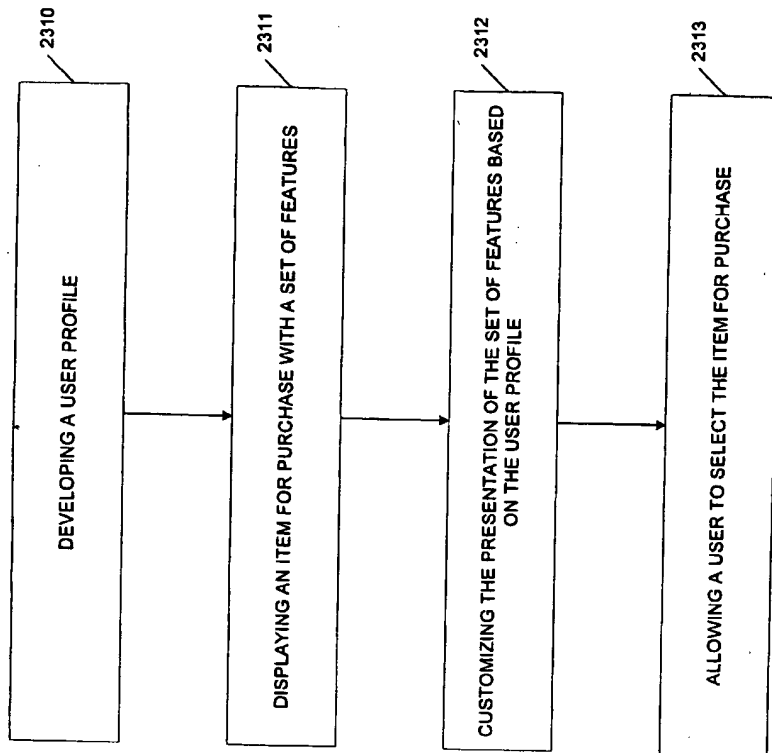 2310
DEVELOPING A USER PROFILE
2311
DISPLAYING AN ITEM FOR PURCHASE WITH A SET OF FEATURES
2312
CUSTOMIZING THE PRESENTATION OF THE SET OF FEATURES BASED
ON THE USER PROFILE
2313
ALLOWING A USER TO SELECT THE ITEM FOR PURCHASE